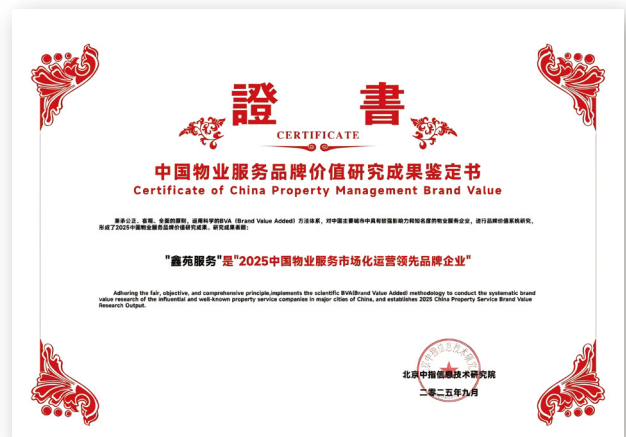 證 書
CERTIFICATE
中国物业服务品牌价值研究成果鉴定书
Certificate of China Property Management Brand Value
秉承公正、客观、全面的原则，运用科学的BVA（Brand Value Added）方法体系，对中国主要城市中具有较强影响力和知名度的物业服务企业，进行品牌价值系统研究，
形成了2025中国物业服务品牌价值研究成果。研究成果表明：
"鑫苑服务"是"2025中国物业服务市场化运营领先品牌企业"
Adhering the fair, objective, and comprehensive principle,implements the scientific BVA(Brand Value Added) methodology to conduct the systematic brand
value research of the influential and well-known property service companies in major cities of China, and establishes 2025 China Property Service Brand Value
Research Output.
北京中指信息技术研究院
二零二五年九月